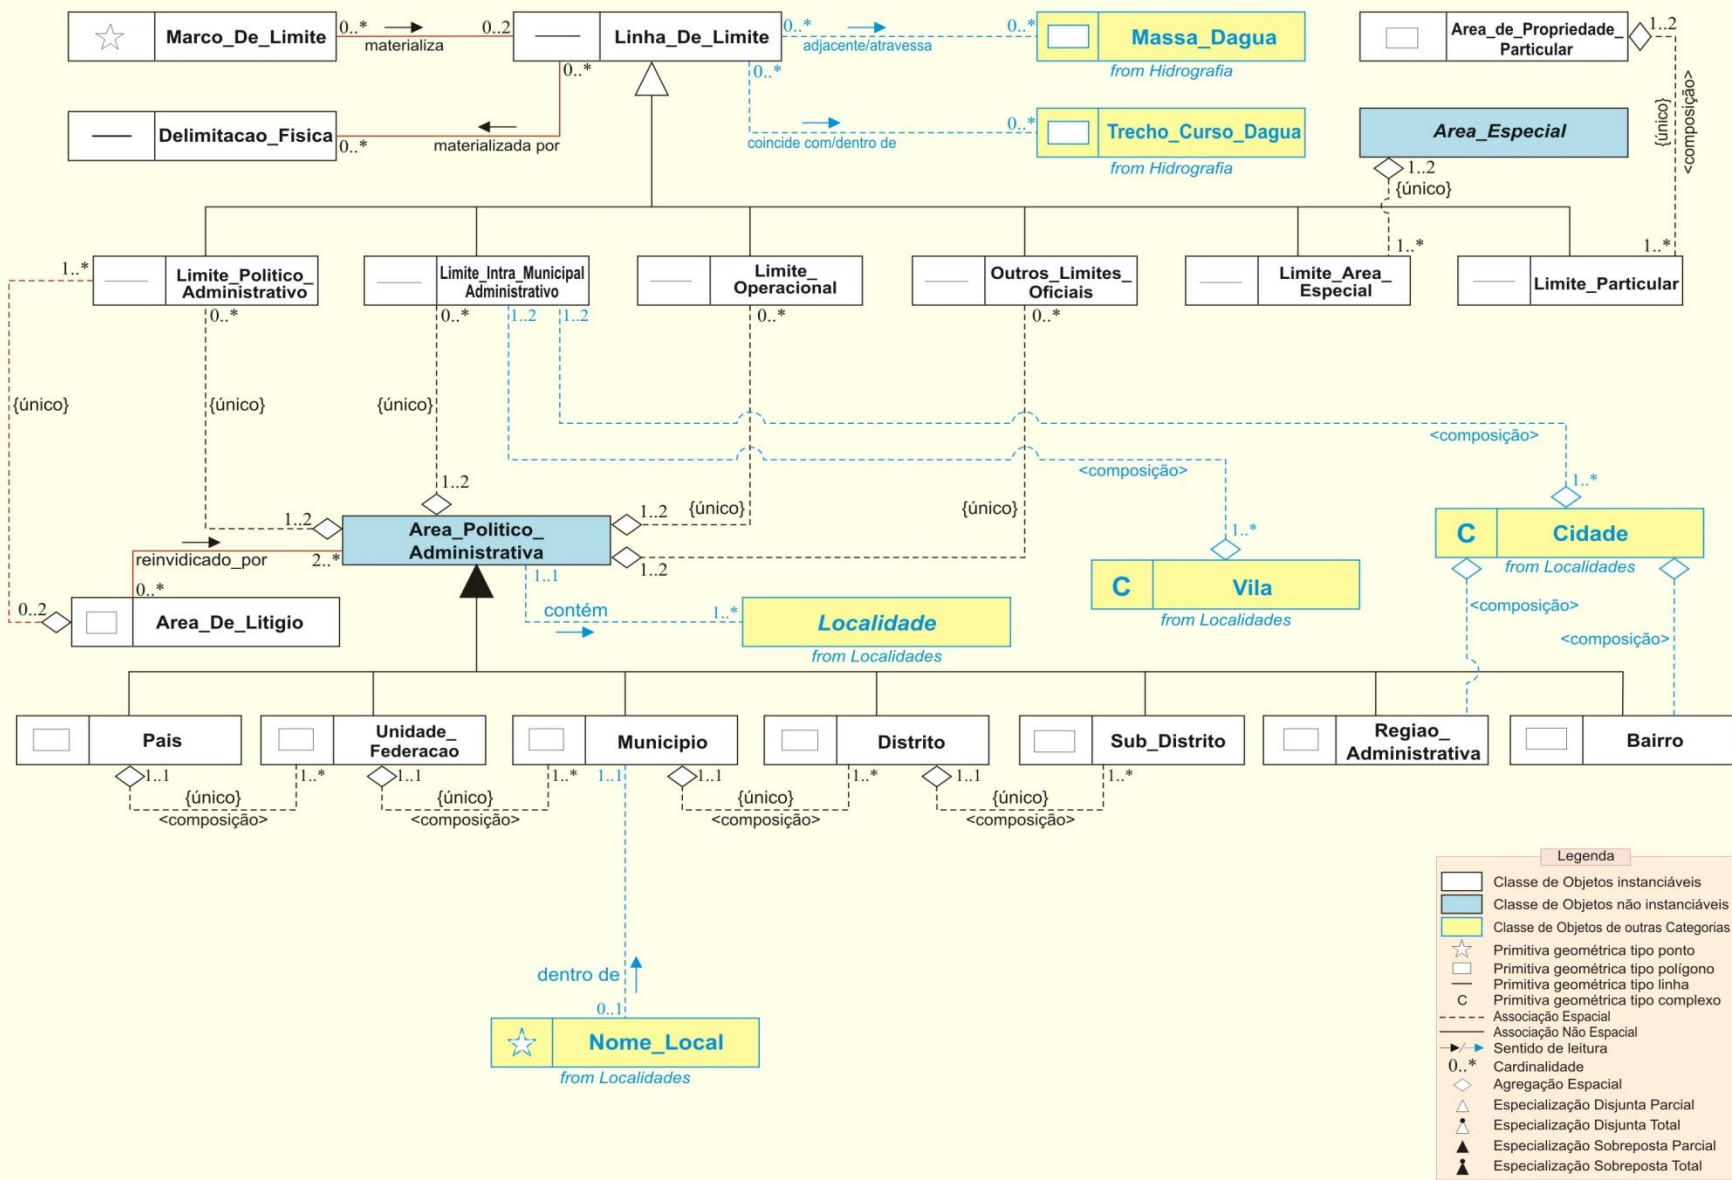 Marco_De_Limite
0..*
materializa
0..2
Linha_De_Limite
0..*
adjacente/atravessa
0..*
Massa_Dagua
from Hidrografia
Area_de_Propriedade_
Particular
1..2
{único}
<composição>
Delimitacao_Fisica
0..*
materializada por
0..*
0..*
coincide com/dentro de
0..*
Trecho_Curso_Dagua
from Hidrografia
Area_Especial
1..2
{único}
1..*
Limite_Politico_
Administrativo
0..*
Limite_Intra_Municipal
Administrativo
0..*
1..2
1..2
Limite_
Operacional
0..*
Outros_Limites_
Oficiais
0..*
Limite_Area_
Especial
1..*
Limite_Particular
1..*
{único}
{único}
{único}
<composição>
<composição>
1..2
1..2
1..2
{único}
{único}
1..2
1..*
1..*
Area_Politico_
Administrativa
reinvidicado_por
2..*
0..*
0..2
Area_De_Litigio
1..1
contém
1..*
Localidade
from Localidades
C
Vila
from Localidades
C
Cidade
from Localidades
<composição>
<composição>
Pais
Unidade_
Federacao
Municipio
Distrito
Sub_Distrito
Regiao_
Administrativa
Bairro
1..1
1..*
1..1
1..*
1..1
1..1
1..*
1..1
1..*
{único}
<composição>
{único}
<composição>
{único}
<composição>
{único}
<composição>
dentro de
0..1
Nome_Local
from Localidades
Legenda
Classe de Objetos instanciáveis
Classe de Objetos não instanciáveis
Classe de Objetos de outras Categorias
Primitiva geométrica tipo ponto
Primitiva geométrica tipo polígono
Primitiva geométrica tipo linha
C Primitiva geométrica tipo complexo
Associação Espacial
Associação Não Espacial
Sentido de leitura
0..* Cardinalidade
Agregação Espacial
Especialização Disjunta Parcial
Especialização Disjunta Total
Especialização Sobreposta Parcial
Especialização Sobreposta Total